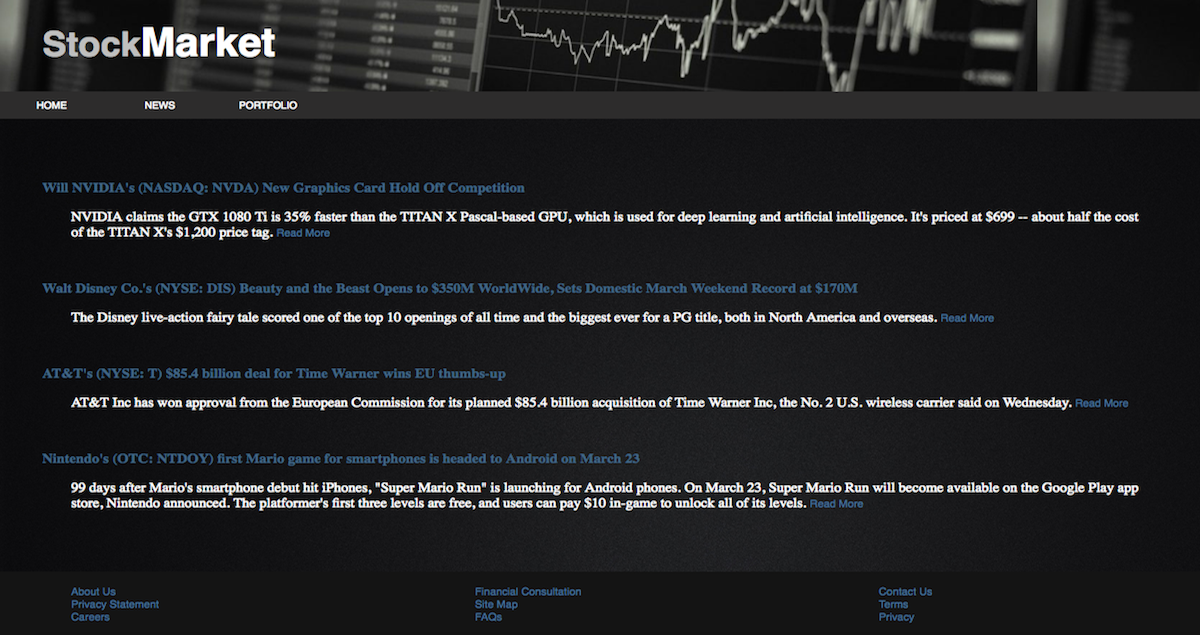 StockMarket
HOME NEWS PORTFOLIO
Will NVIDIA's (NASDAQ: NVDA) New Graphics Card Hold Off Competition
NVIDIA claims the GTX 1080 Ti is 35% faster than the TITAN X Pascal-based GPU, which is used for deep learning and artificial intelligence. It's priced at $699 -- about half the cost
of the TITAN X's $1,200 price tag. Read More
Walt Disney Co.'s (NYSE: DIS) Beauty and the Beast Opens to $350M WorldWide, Sets Domestic March Weekend Record at $170M
The Disney live-action fairy tale scored one of the top 10 openings of all time and the biggest ever for a PG title, both in North America and overseas. Read More
AT&T's (NYSE: T) $85.4 billion deal for Time Warner wins EU thumbs-up
AT&T Inc has won approval from the European Commission for its planned $85.4 billion acquisition of Time Warner Inc, the No. 2 U.S. wireless carrier said on Wednesday. Read More
Nintendo's (OTC: NTDOY) first Mario game for smartphones is headed to Android on March 23
99 days after Mario's smartphone debut hit iPhones, "Super Mario Run" is launching for Android phones. On March 23, Super Mario Run will become available on the Google Play app
store, Nintendo announced. The platformer's first three levels are free, and users can pay $10 in-game to unlock all of its levels. Read More
About Us Financial Consultation Contact Us
Privacy Statement Site Map Terms
Careers FAQs Privacy